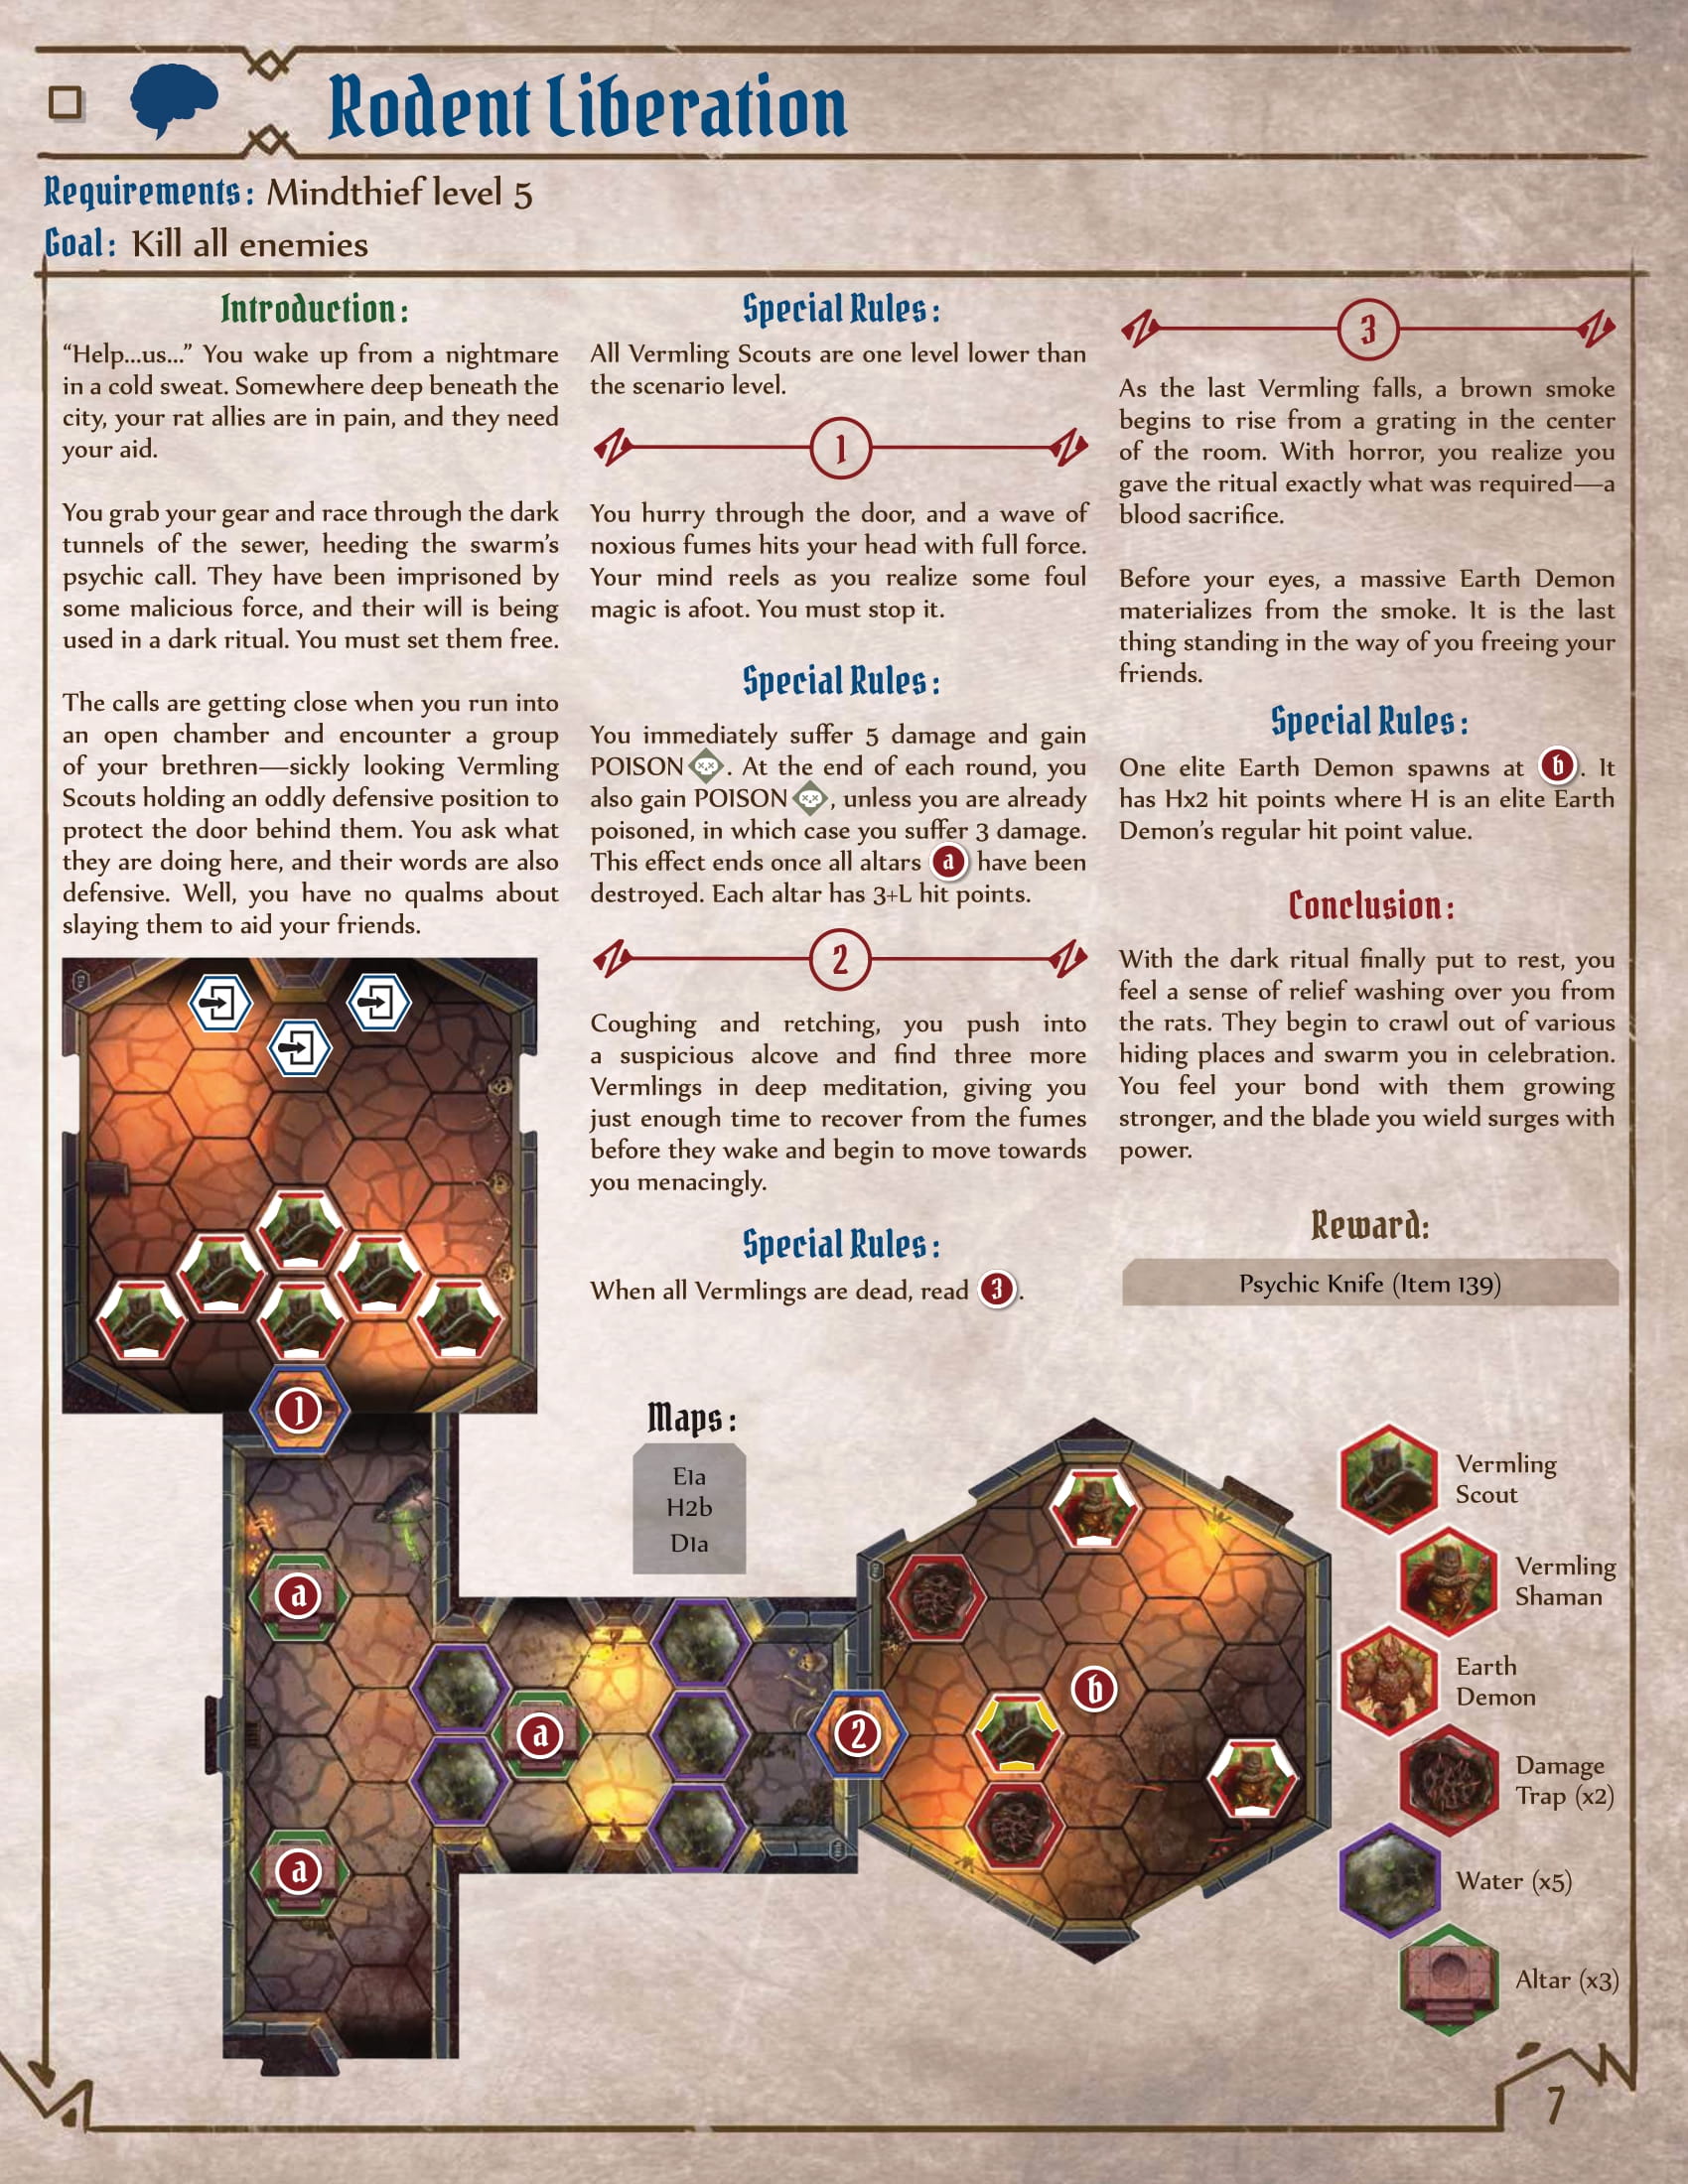 Rodent Liberation
Requirements: Mindthief level 5
Goal: Kill all enemies
Introduction:
“Help...us...” You wake up from a nightmare
in a cold sweat. Somewhere deep beneath the
city, your rat allies are in pain, and they need
your aid.
You grab your gear and race through the dark
tunnels of the sewer, heeding the swarm’s
psychic call. They have been imprisoned by
some malicious force, and their will is being
used in a dark ritual. You must set them free.
The calls are getting close when you run into
an open chamber and encounter a group
of your brethren—sickly looking Vermling
Scouts holding an oddly defensive position to
protect the door behind them. You ask what
they are doing here, and their words are also
defensive. Well, you have no qualms about
slaying them to aid your friends.
Special Rules:
All Vermling Scouts are one level lower than
the scenario level.
1
You hurry through the door, and a wave of
noxious fumes hits your head with full force.
Your mind reels as you realize some foul
magic is afoot. You must stop it.
Special Rules:
You immediately suffer 5 damage and gain
POISON. At the end of each round, you
also gain POISON, unless you are already
poisoned, in which case you suffer 3 damage.
This effect ends once all altars a have been
destroyed. Each altar has 3+L hit points.
2
Coughing and retching, you push into
a suspicious alcove and find three more
Vermlings in deep meditation, giving you
just enough time to recover from the fumes
before they wake and begin to move towards
you menacingly.
Special Rules:
When all Vermlings are dead, read 3.
3
As the last Vermling falls, a brown smoke
begins to rise from a grating in the center
of the room. With horror, you realize you
gave the ritual exactly what was required—a
blood sacrifice.
Before your eyes, a massive Earth Demon
materializes from the smoke. It is the last
thing standing in the way of you freeing your
friends.
Special Rules:
One elite Earth Demon spawns at b. It
has Hx2 hit points where H is an elite Earth
Demon’s regular hit point value.
Conclusion:
With the dark ritual finally put to rest, you
feel a sense of relief washing over you from
the rats. They begin to crawl out of various
hiding places and swarm you in celebration.
You feel your bond with them growing
stronger, and the blade you wield surges with
power.
Reward:
Psychic Knife (Item 139)
1
Maps:
E1a
H2b
D1a
a
a
a
2
b
Vermling
Scout
Vermling
Shaman
Earth
Demon
Damage
Trap (x2)
Water (x5)
Altar (x3)
7